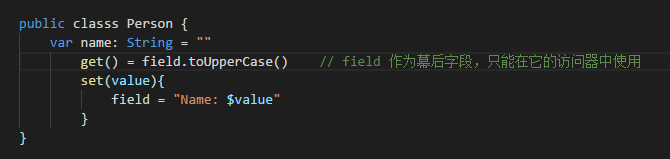 public classs Person {
var name: String = ""
get() = field.toUpperCase() // field 作为幕后字段，只能在它的访问器中使用
set(value){
field = "Name: $value"
}
}